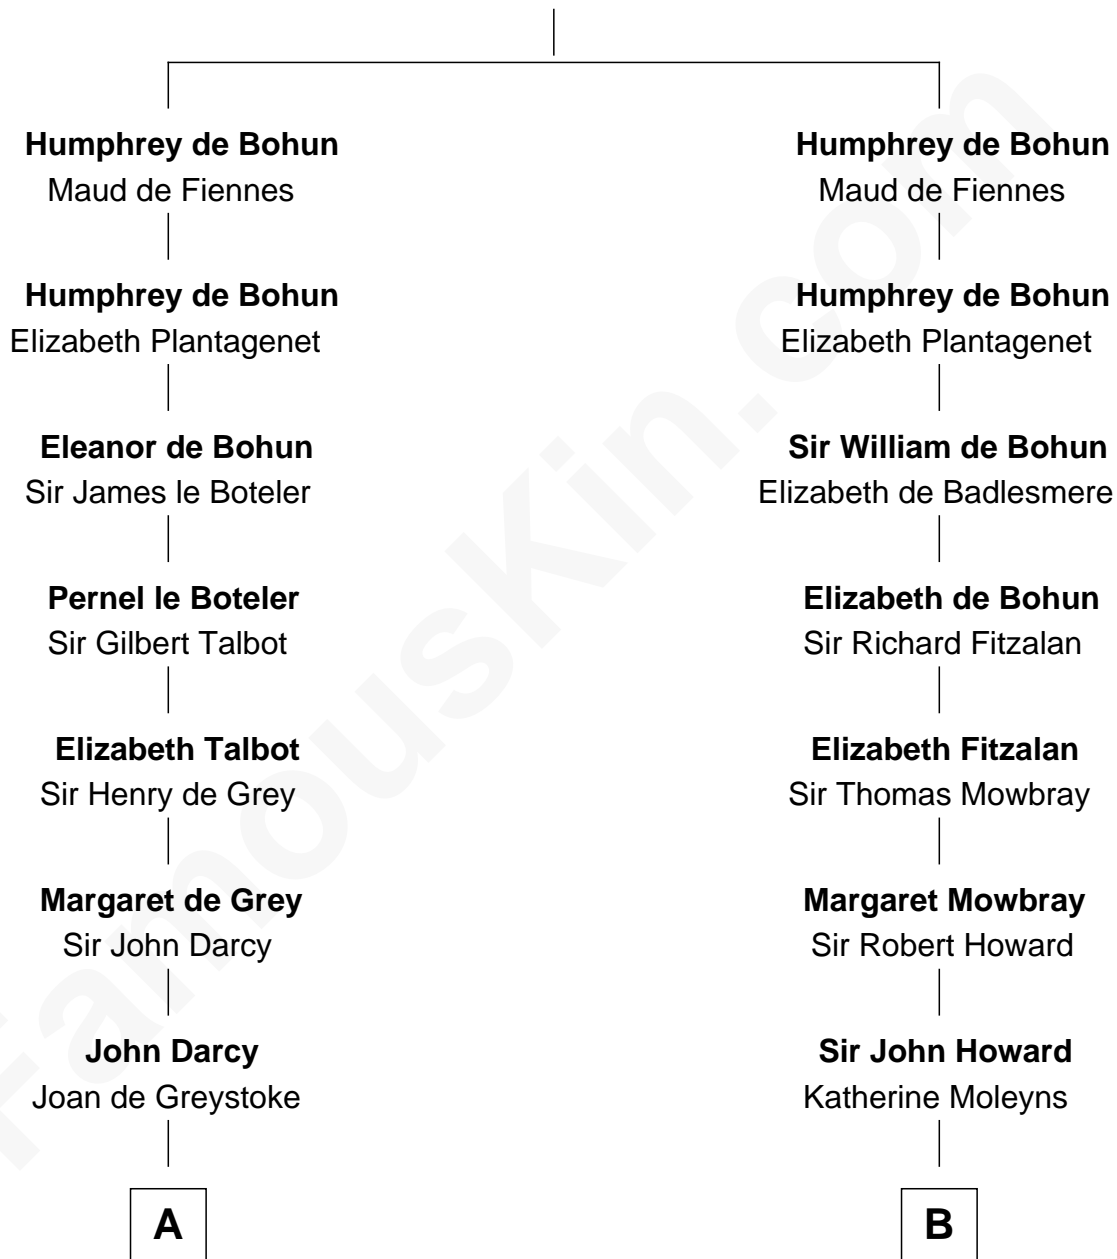 Humphrey de Bohun
Maud de Fiennes
Humphrey de Bohun
Elizabeth Plantagenet
Eleanor de Bohun
Sir James le Boteler
Pernel le Boteler
Sir Gilbert Talbot
Elizabeth Talbot
Sir Henry de Grey
Margaret de Grey
Sir John Darcy
John Darcy
Joan de Greystoke
A
Humphrey de Bohun
Maud de Fiennes
Humphrey de Bohun
Elizabeth Plantagenet
Sir William de Bohun
Elizabeth de Badlesmere
Elizabeth de Bohun
Sir Richard Fitzalan
Elizabeth Fitzalan
Sir Thomas Mowbray
Margaret Mowbray
Sir Robert Howard
Sir John Howard
Katherine Moleyns
B
FamousKin.com